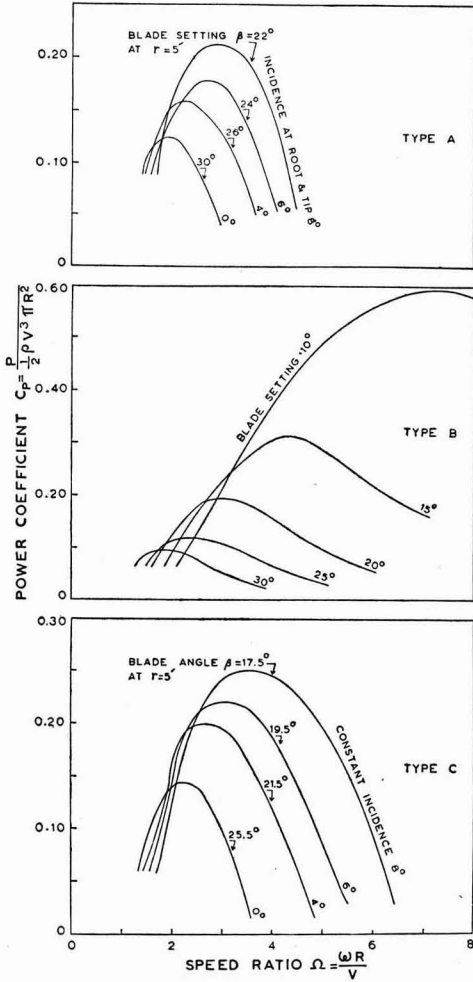 BLADE SETTING β=22°
AT r=5'
0.20
0.10
0
24°
26°
30°
INCIDENCE AT ROOT & TIP 8°
6°
4°
0°
TYPE A
0.60
0.40
0.20
0
BLADE SETTING 10°
15°
20°
25°
30°
TYPE B
POWER COEFFICIENT C_P = P / ½ρV³πR²
0.30
0.20
0.10
0
BLADE ANGLE β=17.5°
AT r=5'
19.5°
21.5°
25.5°
CONSTANT INCIDENCE 8°
6°
4°
0°
TYPE C
0 2 4 6 8
SPEED RATIO Ω = ωR / V